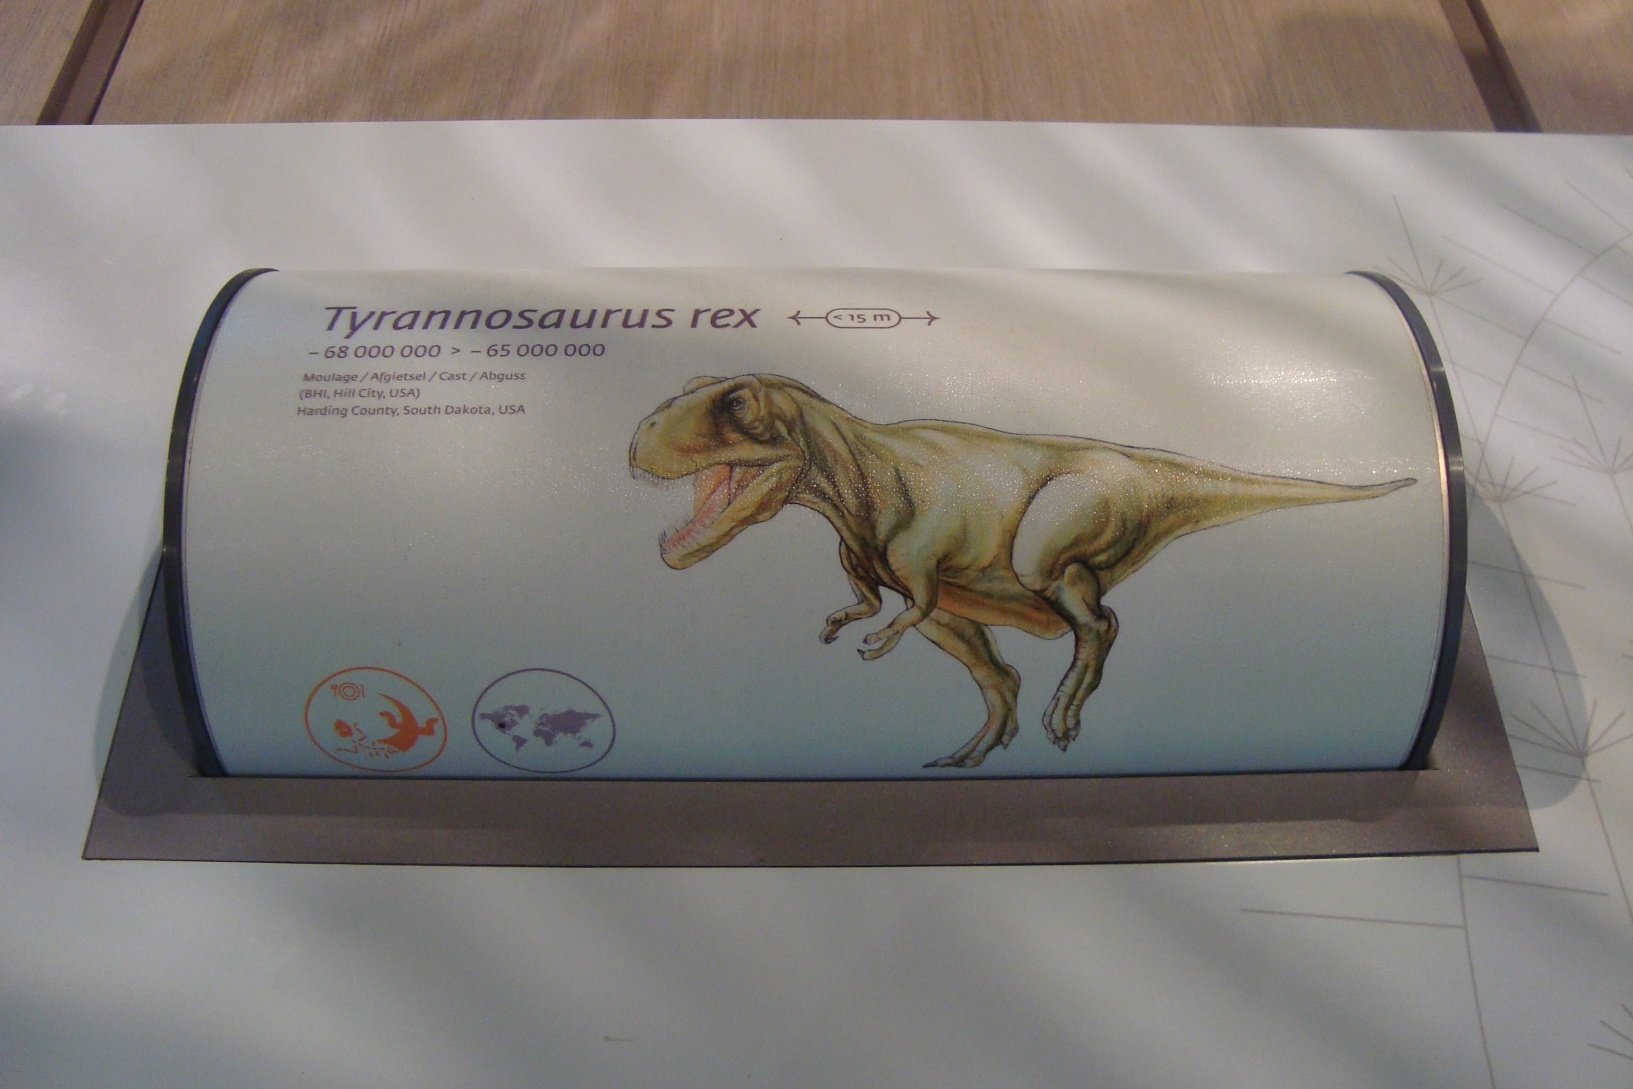 Tyrannosaurus rex < 15 m
– 68 000 000 > – 65 000 000
Moulage / Afgietsel / Cast / Abguss
(BHI, Hill City, USA)
Harding County, South Dakota, USA